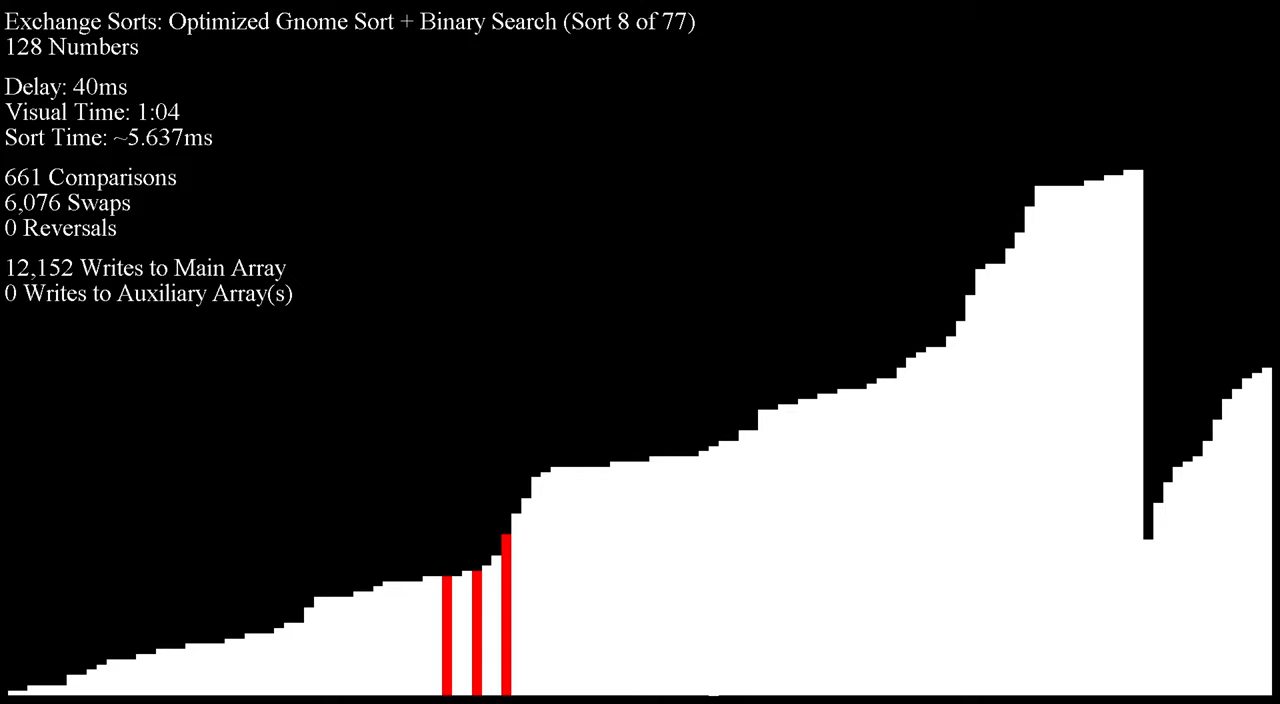 Exchange Sorts: Optimized Gnome Sort + Binary Search (Sort 8 of 77)
128 Numbers
Delay: 40ms
Visual Time: 1:04
Sort Time: ~5.637ms
661 Comparisons
6,076 Swaps
0 Reversals
12,152 Writes to Main Array
0 Writes to Auxiliary Array(s)